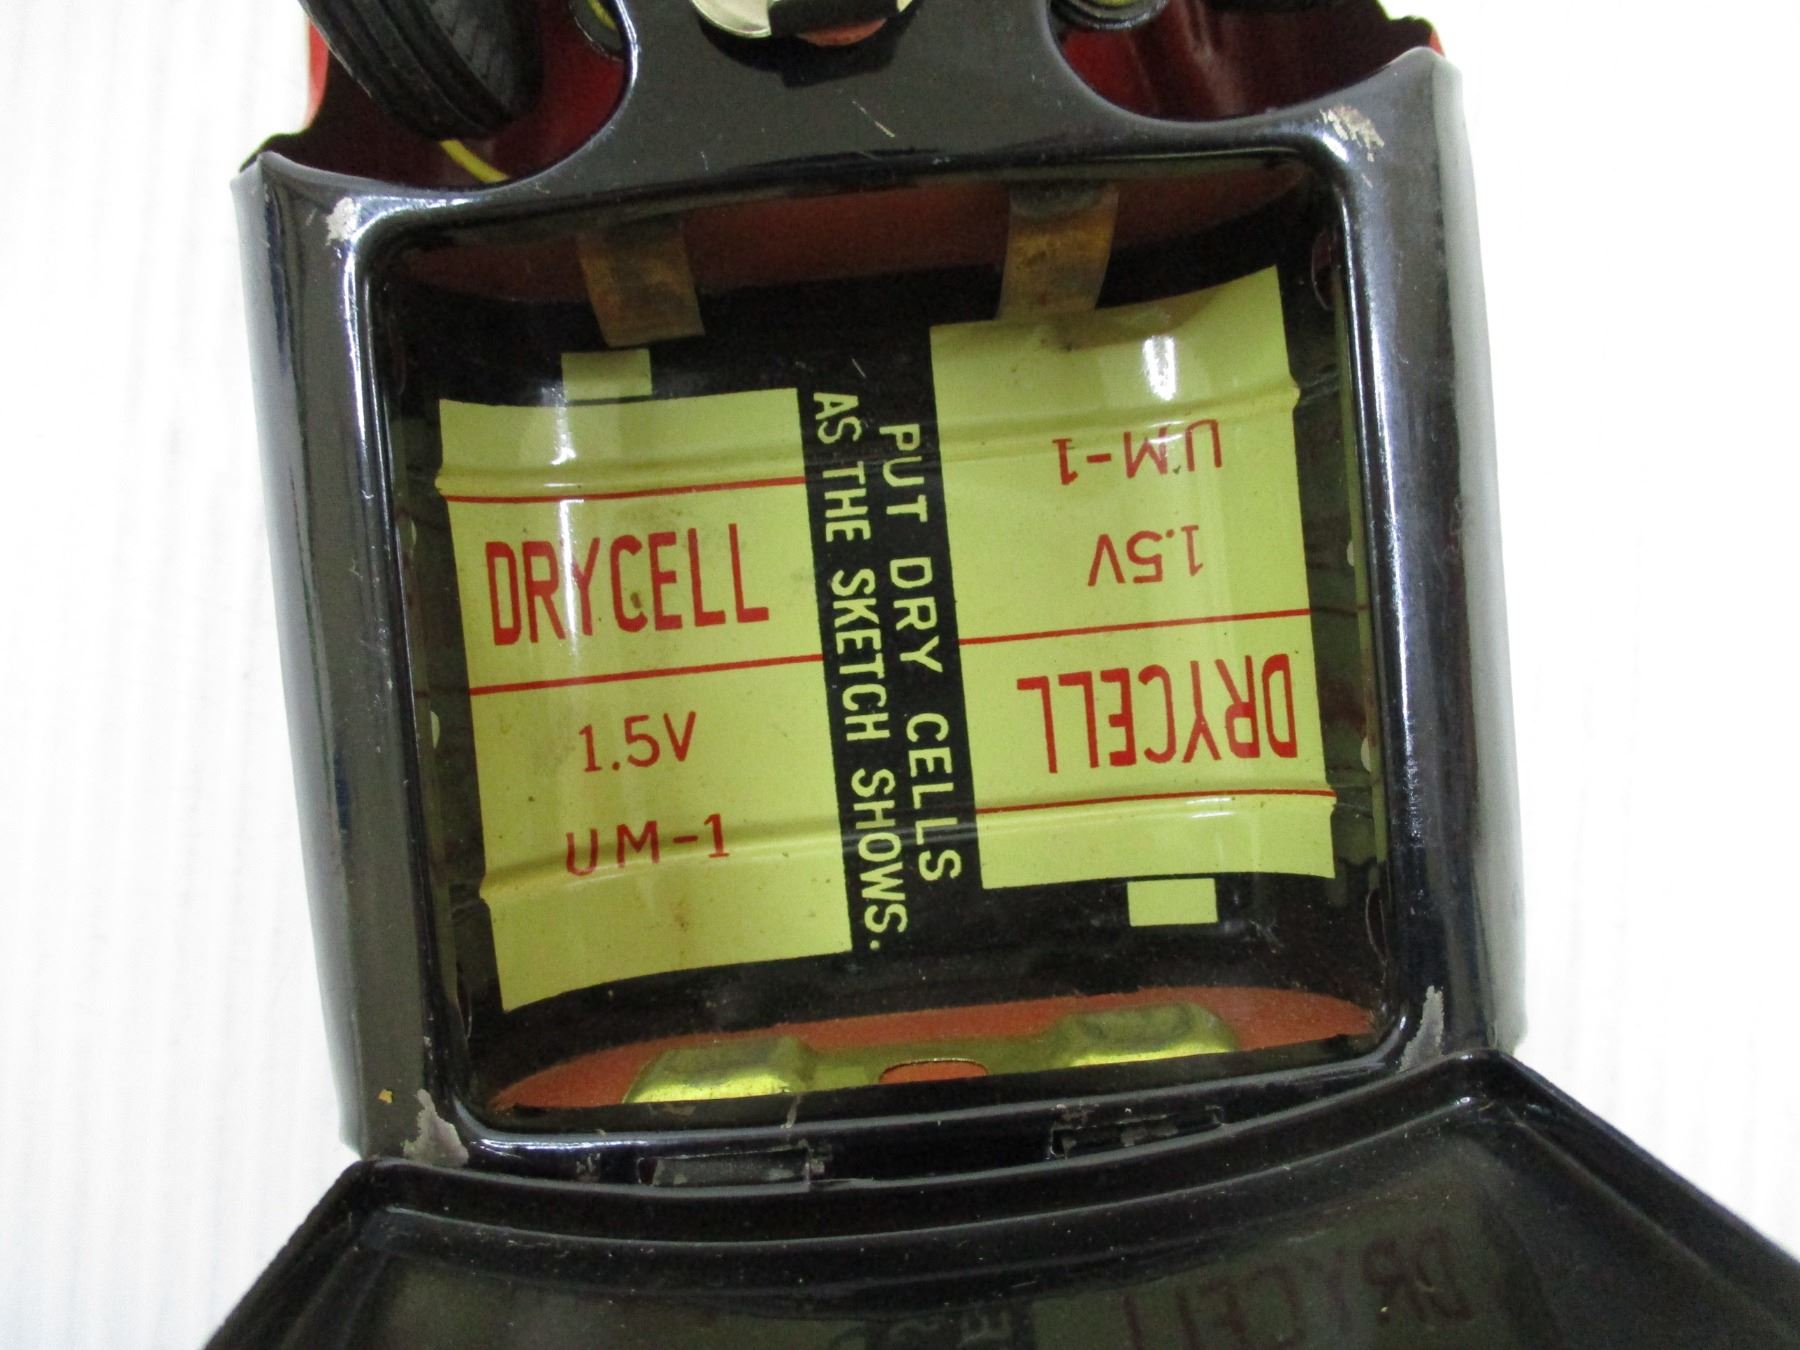 DRYCELL
1.5V
UM-1
PUT DRY CELLS
AS THE SKETCH SHOWS.
DRYCELL
1.5V
UM-1